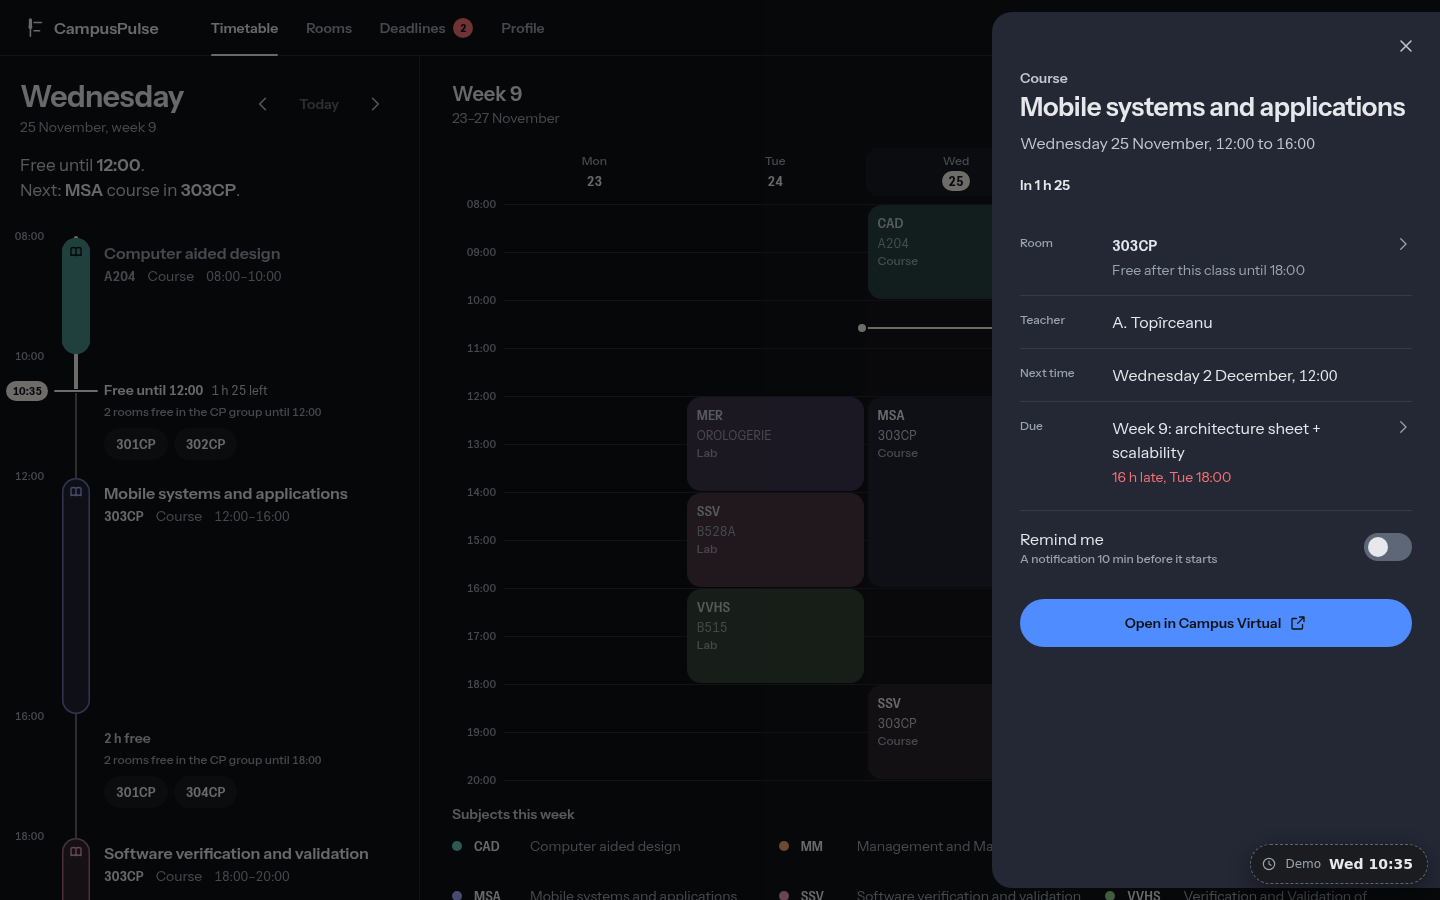 CampusPulse
Timetable
Rooms
Deadlines 2
Profile
Wednesday
Today
25 November, week 9
Free until 12:00.
Next: MSA course in 303CP.
08:00
Computer aided design
A204 Course 08:00–10:00
10:00
10:35
Free until 12:00 1 h 25 left
2 rooms free in the CP group until 12:00
301CP 302CP
12:00
Mobile systems and applications
303CP Course 12:00–16:00
16:00
2 h free
2 rooms free in the CP group until 18:00
301CP 304CP
18:00
Software verification and validation
303CP Course 18:00–20:00
Week 9
23–27 November
Mon
23
Tue
24
Wed
25
08:00
09:00
10:00
11:00
12:00
13:00
14:00
15:00
16:00
17:00
18:00
19:00
20:00
MER
OROLOGERIE
Lab
SSV
B528A
Lab
VVHS
B515
Lab
CAD
A204
Course
MSA
303CP
Course
SSV
303CP
Course
Subjects this week
CAD Computer aided design
MM Management and Ma
MSA Mobile systems and applications
SSV Software verification and validation
VVHS Verification and Validation of
Course
Mobile systems and applications
Wednesday 25 November, 12:00 to 16:00
In 1 h 25
Room
303CP
Free after this class until 18:00
Teacher
A. Topîrceanu
Next time
Wednesday 2 December, 12:00
Due
Week 9: architecture sheet +
scalability
16 h late, Tue 18:00
Remind me
A notification 10 min before it starts
Open in Campus Virtual
Demo Wed 10:35